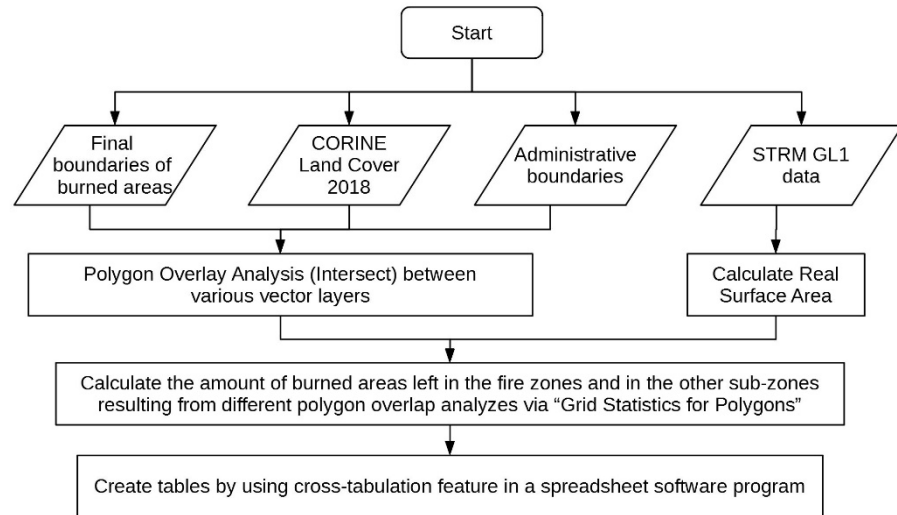 Start
Final
boundaries of
burned areas
CORINE
Land Cover
2018
Administrative
boundaries
STRM GL1
data
Polygon Overlay Analysis (Intersect) between
various vector layers
Calculate Real
Surface Area
Calculate the amount of burned areas left in the fire zones and in the other sub-zones
resulting from different polygon overlap analyzes via “Grid Statistics for Polygons”
Create tables by using cross-tabulation feature in a spreadsheet software program